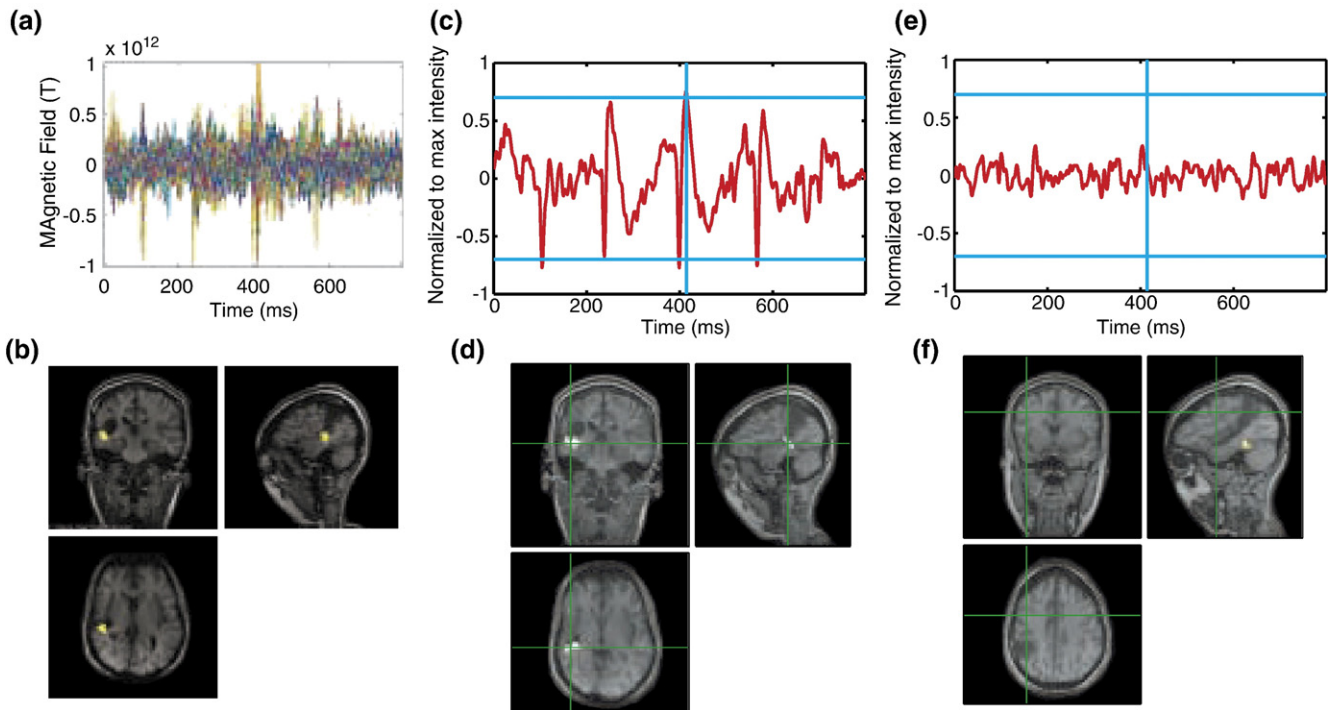 (a)
x 10^12
MAgnetic Field (T)
1
0.5
0
-0.5
-1
0 200 400 600
Time (ms)
(c)
Normalized to max intensity
1
0.5
0
-0.5
-1
0 200 400 600
Time (ms)
(e)
Normalized to max intensity
1
0.5
0
-0.5
-1
0 200 400 600
Time (ms)
(b)
(d)
(f)